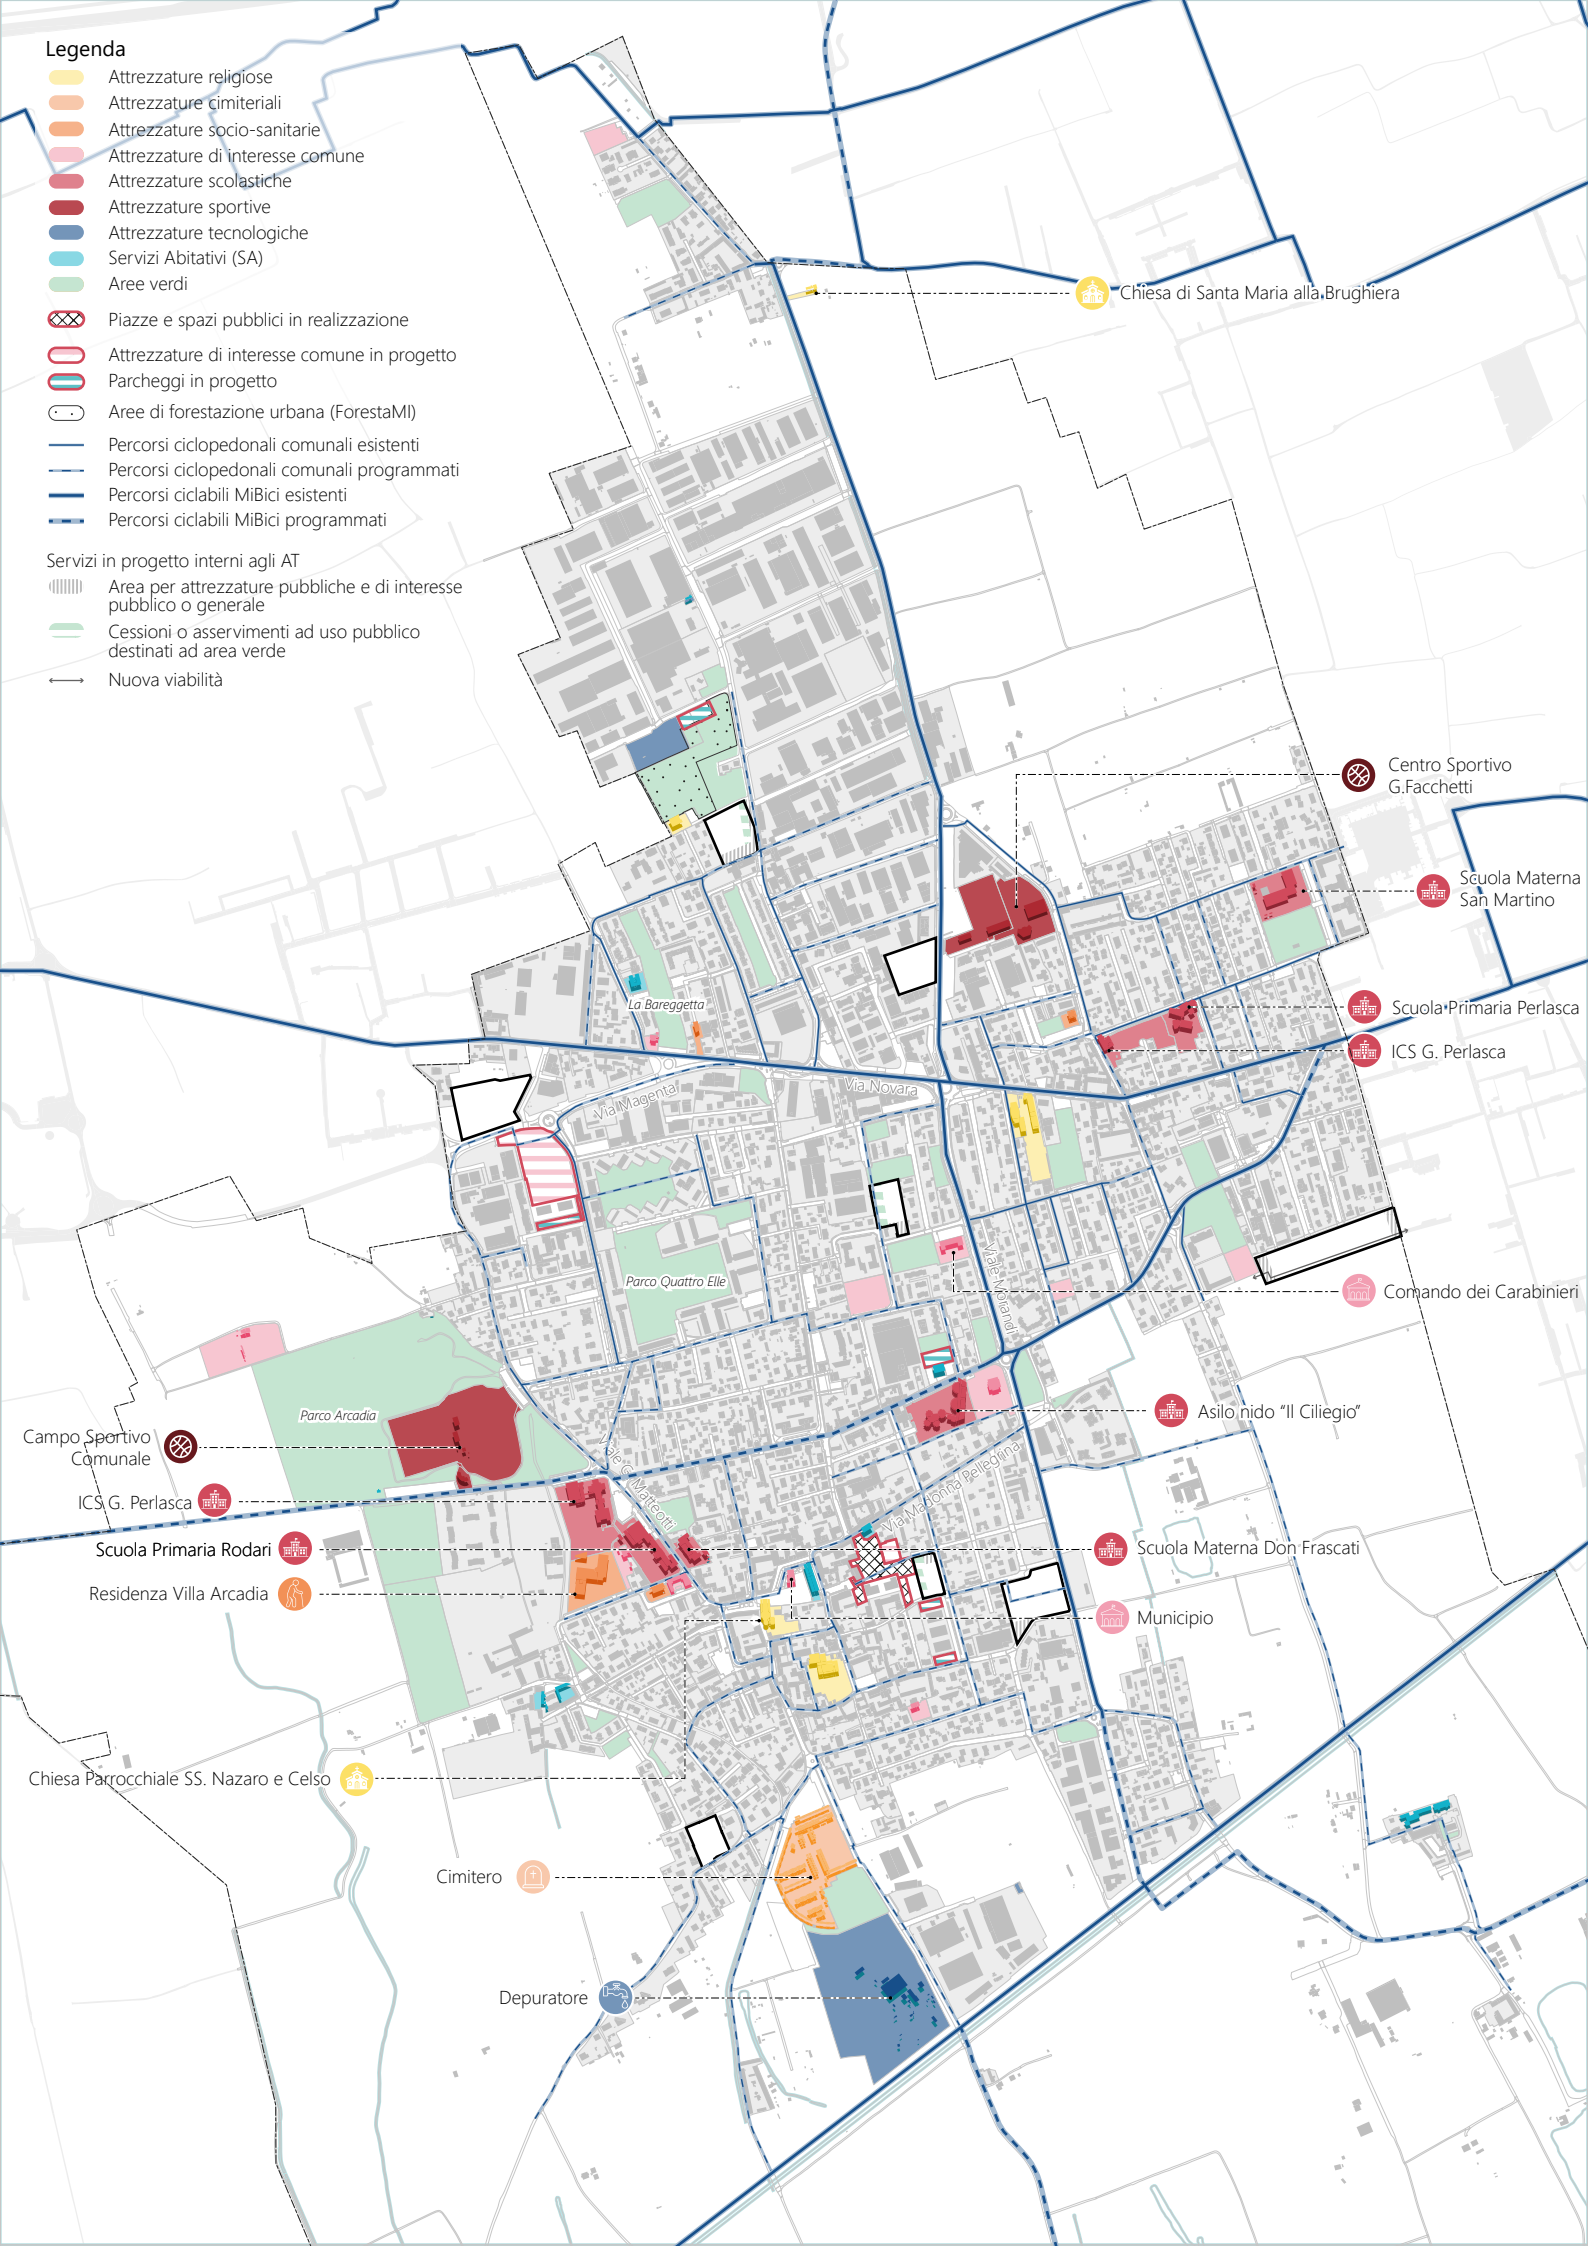 Legenda
Attrezzature religiose
Attrezzature cimiteriali
Attrezzature socio-sanitarie
Attrezzature di interesse comune
Attrezzature scolastiche
Attrezzature sportive
Attrezzature tecnologiche
Servizi Abitativi (SA)
Aree verdi
Piazze e spazi pubblici in realizzazione
Attrezzature di interesse comune in progetto
Parcheggi in progetto
Aree di forestazione urbana (ForestaMI)
Percorsi ciclopedonali comunali esistenti
Percorsi ciclopedonali comunali programmati
Percorsi ciclabili MiBici esistenti
Percorsi ciclabili MiBici programmati
Servizi in progetto interni agli AT
Area per attrezzature pubbliche e di interesse
pubblico o generale
Cessioni o asservimenti ad uso pubblico
destinati ad area verde
Nuova viabilità
Chiesa di Santa Maria alla Brughiera
Centro Sportivo
G.Facchetti
Scuola Materna
San Martino
La Bareggetta
Scuola Primaria Perlasca
ICS G. Perlasca
Via Magenta
Via Novara
Parco Quattro Elle
Viale Morandi
Comando dei Carabinieri
Parco Arcadia
Asilo nido "Il Ciliegio"
Campo Sportivo
Comunale
Viale G. Matteotti
Via Madonna Pellegrina
ICS G. Perlasca
Scuola Primaria Rodari
Scuola Materna Don Frascati
Residenza Villa Arcadia
Municipio
Chiesa Parrocchiale SS. Nazaro e Celso
Cimitero
Depuratore